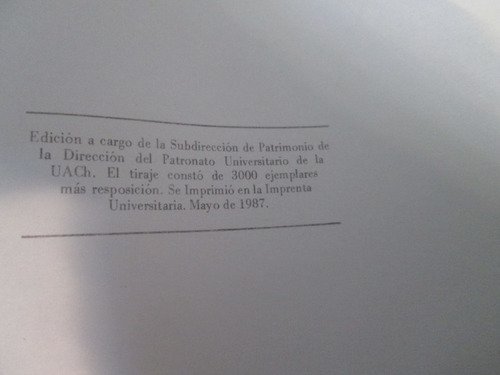 Edición a cargo de la Subdirección de Patrimonio de
la Dirección del Patronato Universitario de la
UACh. El tiraje constó de 3000 ejemplares
más resposición. Se Imprimió en la Imprenta
Universitaria. Mayo de 1987.